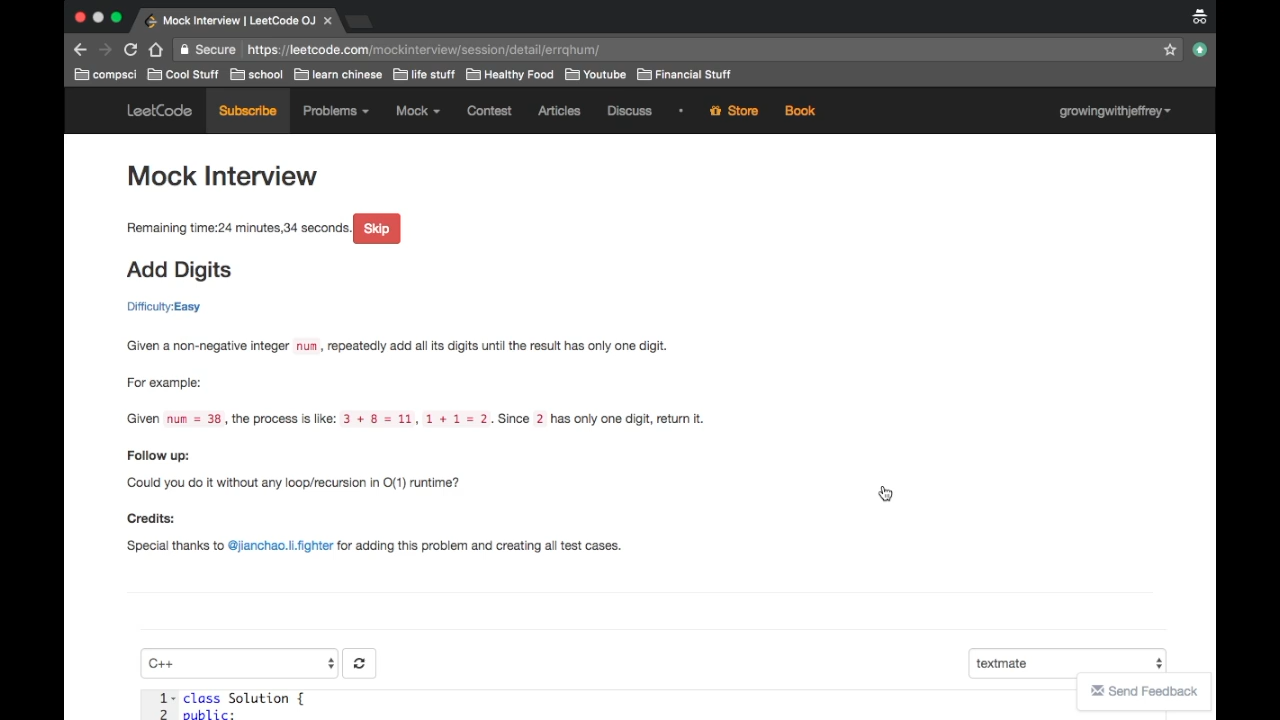 Mock Interview | LeetCode OJ
Secure https://leetcode.com/mockinterview/session/detail/errqhum/
compsci Cool Stuff school learn chinese life stuff Healthy Food Youtube Financial Stuff
LeetCode Subscribe Problems Mock Contest Articles Discuss • Store Book growingwithjeffrey
Mock Interview
Remaining time:24 minutes,34 seconds. Skip
Add Digits
Difficulty:Easy
Given a non-negative integer num, repeatedly add all its digits until the result has only one digit.
For example:
Given num = 38, the process is like: 3 + 8 = 11, 1 + 1 = 2. Since 2 has only one digit, return it.
Follow up:
Could you do it without any loop/recursion in O(1) runtime?
Credits:
Special thanks to @jianchao.li.fighter for adding this problem and creating all test cases.
C++ textmate
Send Feedback
1 class Solution {
2 public: